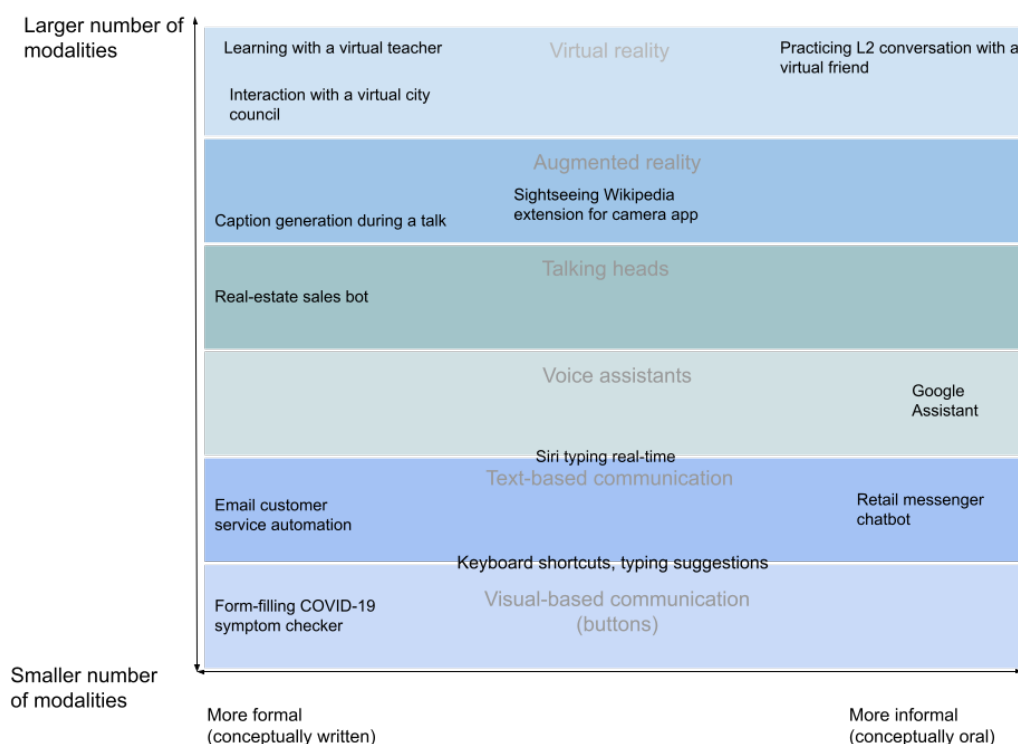 Larger number of
modalities
Learning with a virtual teacher
Virtual reality
Practicing L2 conversation with a
virtual friend
Interaction with a virtual city
council
Augmented reality
Sightseeing Wikipedia
extension for camera app
Caption generation during a talk
Talking heads
Real-estate sales bot
Voice assistants
Google
Assistant
Siri typing real-time
Text-based communication
Email customer
service automation
Retail messenger
chatbot
Keyboard shortcuts, typing suggestions
Visual-based communication
(buttons)
Form-filling COVID-19
symptom checker
Smaller number
of modalities
More formal
(conceptually written)
More informal
(conceptually oral)